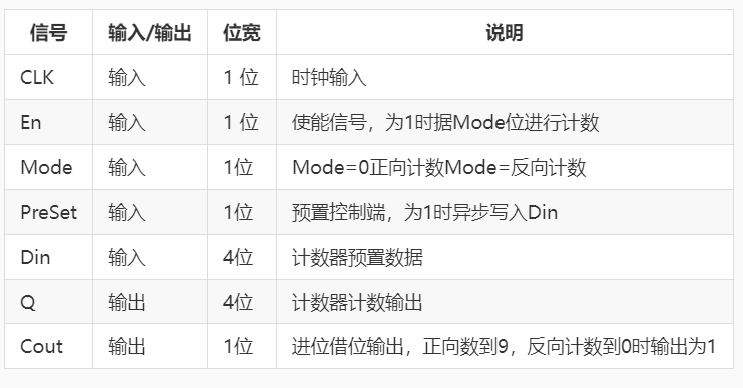 信号 输入/输出 位宽 说明
CLK 输入 1 位 时钟输入
En 输入 1 位 使能信号，为1时据Mode位进行计数
Mode 输入 1位 Mode=0正向计数Mode=反向计数
PreSet 输入 1位 预置控制端，为1时异步写入Din
Din 输入 4位 计数器预置数据
Q 输出 4位 计数器计数输出
Cout 输出 1位 进位借位输出，正向数到9，反向计数到0时输出为1